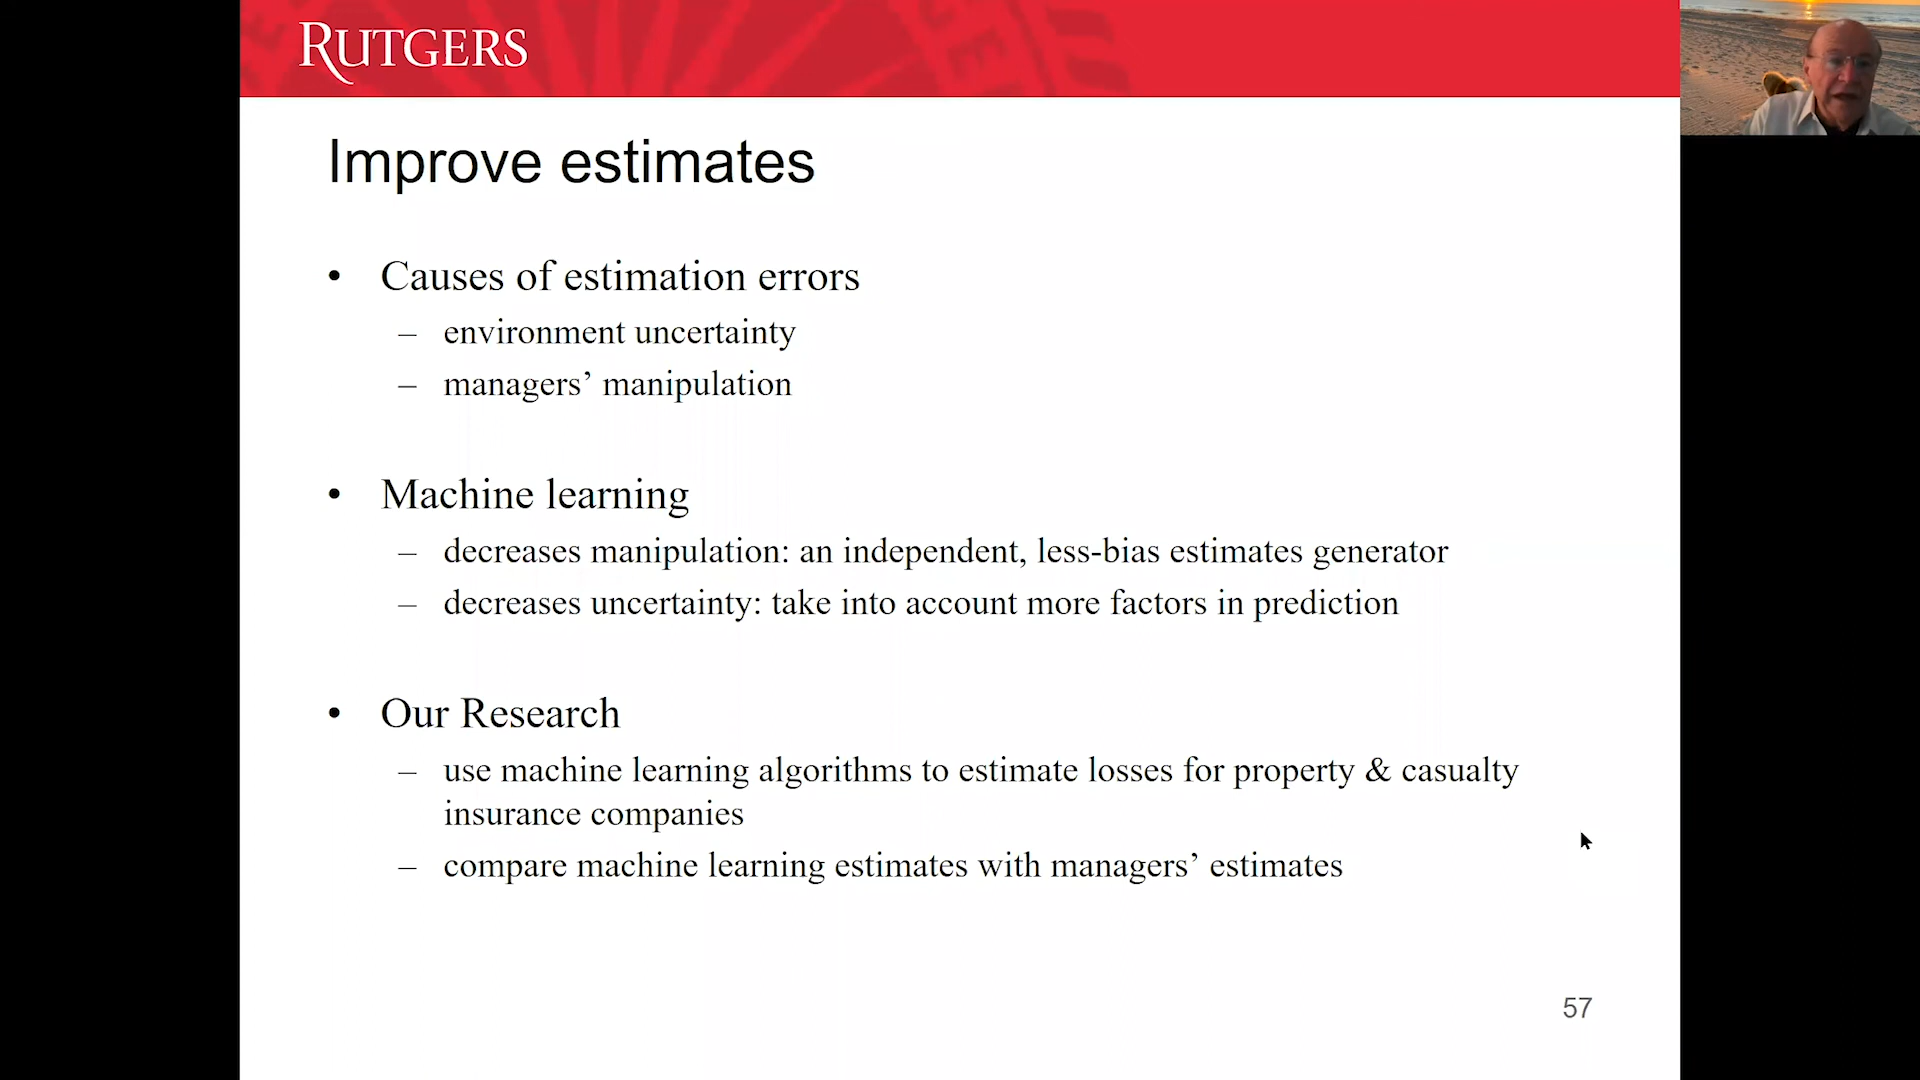 RUTGERS
Improve estimates
• Causes of estimation errors
– environment uncertainty
– managers’ manipulation
• Machine learning
– decreases manipulation: an independent, less-bias estimates generator
– decreases uncertainty: take into account more factors in prediction
• Our Research
– use machine learning algorithms to estimate losses for property & casualty
insurance companies
– compare machine learning estimates with managers’ estimates
57